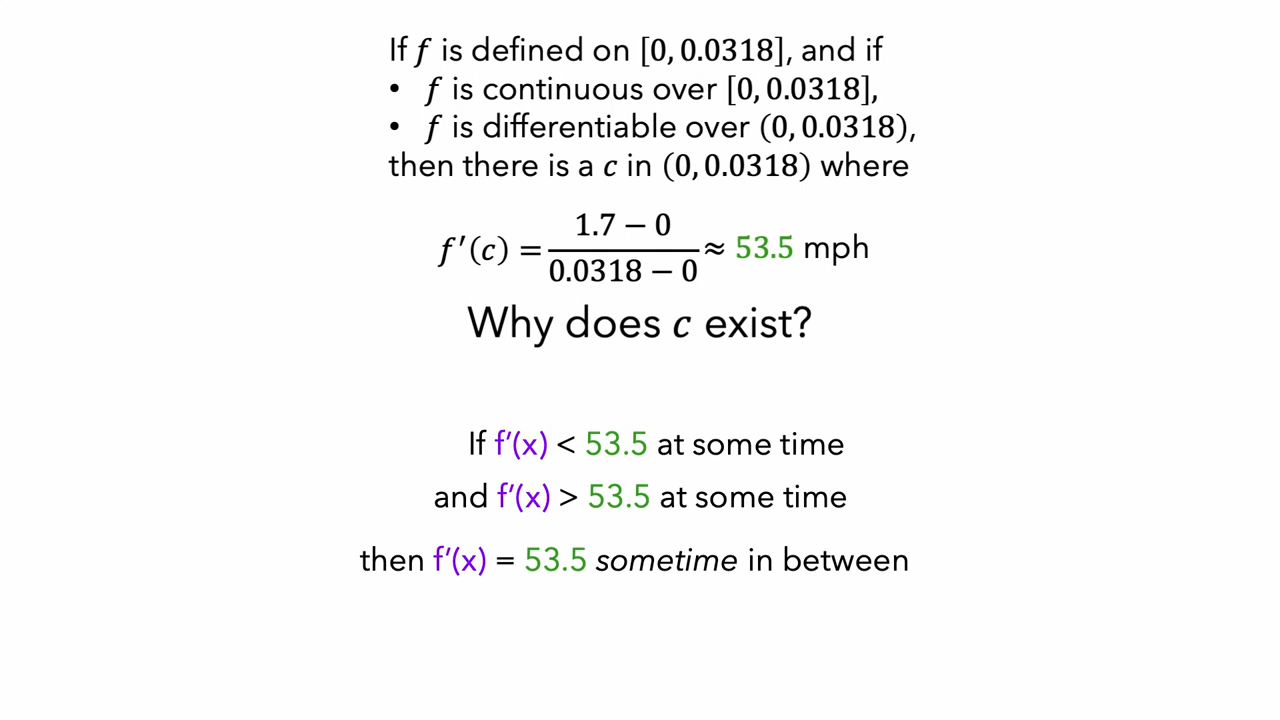 If f is defined on [0, 0.0318], and if
• f is continuous over [0, 0.0318],
• f is differentiable over (0, 0.0318),
then there is a c in (0, 0.0318) where
f′(c) = (1.7 − 0)/(0.0318 − 0) ≈ 53.5 mph
Why does c exist?
If f′(x) < 53.5 at some time
and f′(x) > 53.5 at some time
then f′(x) = 53.5 sometime in between